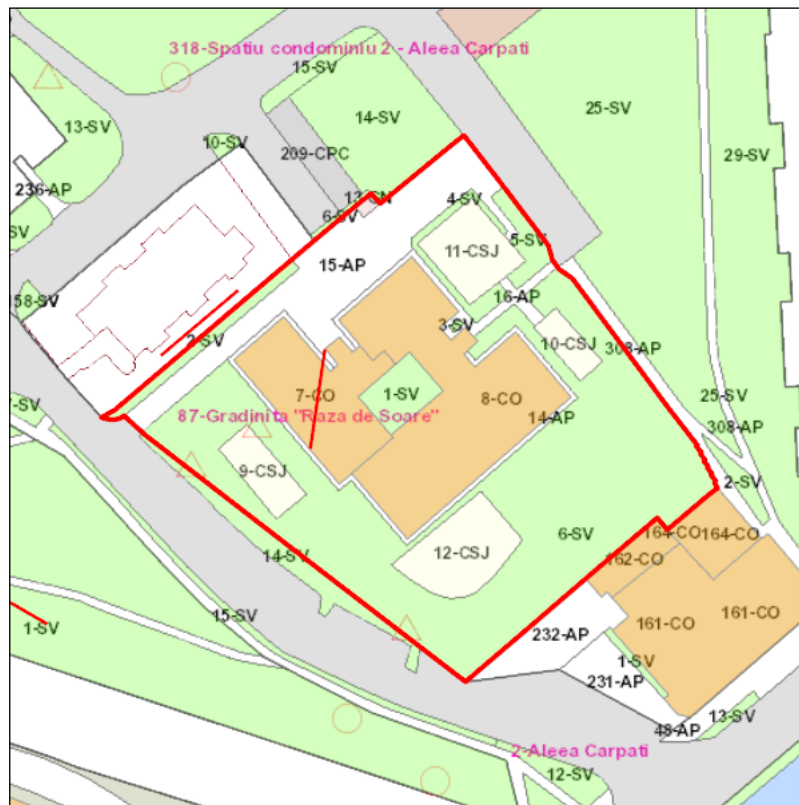 318-Spatiu condominiu 2 - Aleea Carpati
15-SV
25-SV
14-SV
13-SV
10-SV
209-CPC
29-SV
236-AP
4-SV
6-SV
SV
5-SV
11-CSJ
15-AP
16-AP
58-SV
3-SV
2-SV
10-CSJ
308-AP
7-CO
1-SV
8-CO
25-SV
-SV
87-Gradinita "Raza de Soare"
14-AP
308-AP
9-CSJ
2-SV
6-SV
164-CO
164-CO
12-CSJ
14-SV
162-CO
15-SV
161-CO
1-SV
232-AP
161-CO
1-SV
231-AP
13-SV
48-AP
2-Aleea Carpati
12-SV